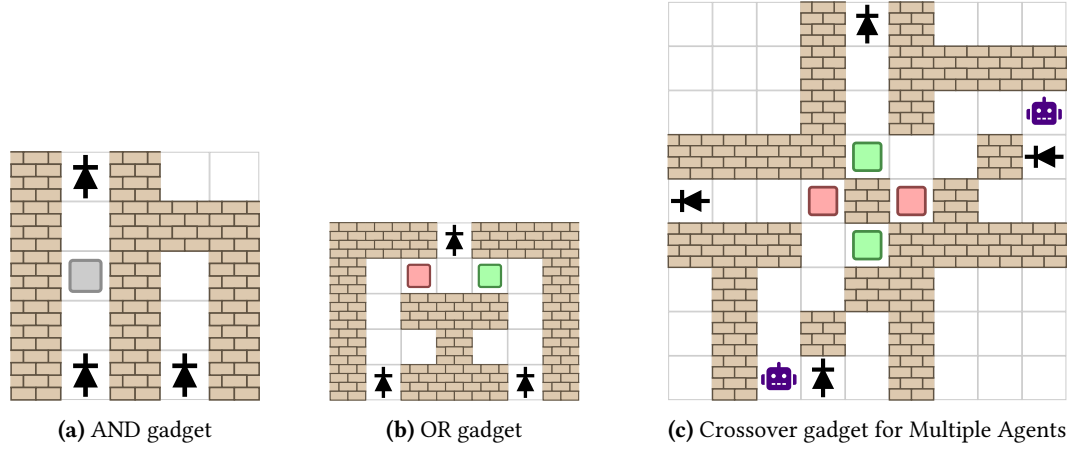 (a) AND gadget
(b) OR gadget
(c) Crossover gadget for Multiple Agents